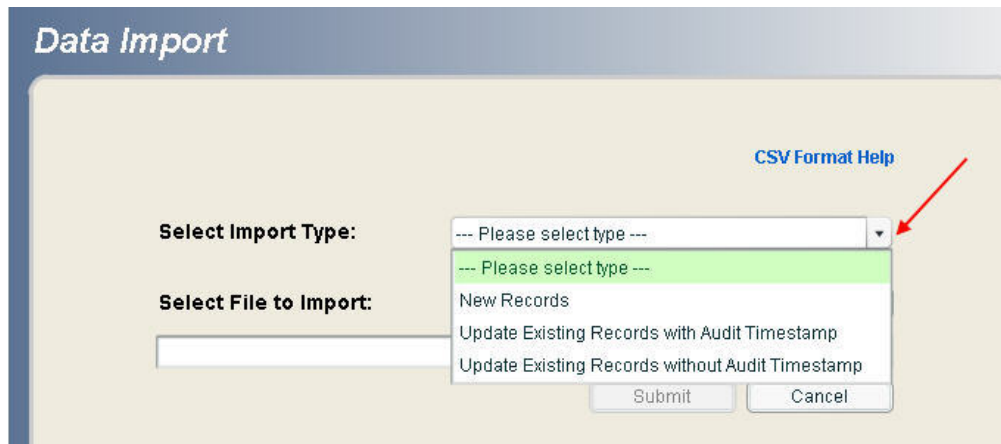 Data Import
CSV Format Help
Select Import Type:
--- Please select type ---
--- Please select type ---
New Records
Select File to Import:
Update Existing Records with Audit Timestamp
Update Existing Records without Audit Timestamp
Submit
Cancel